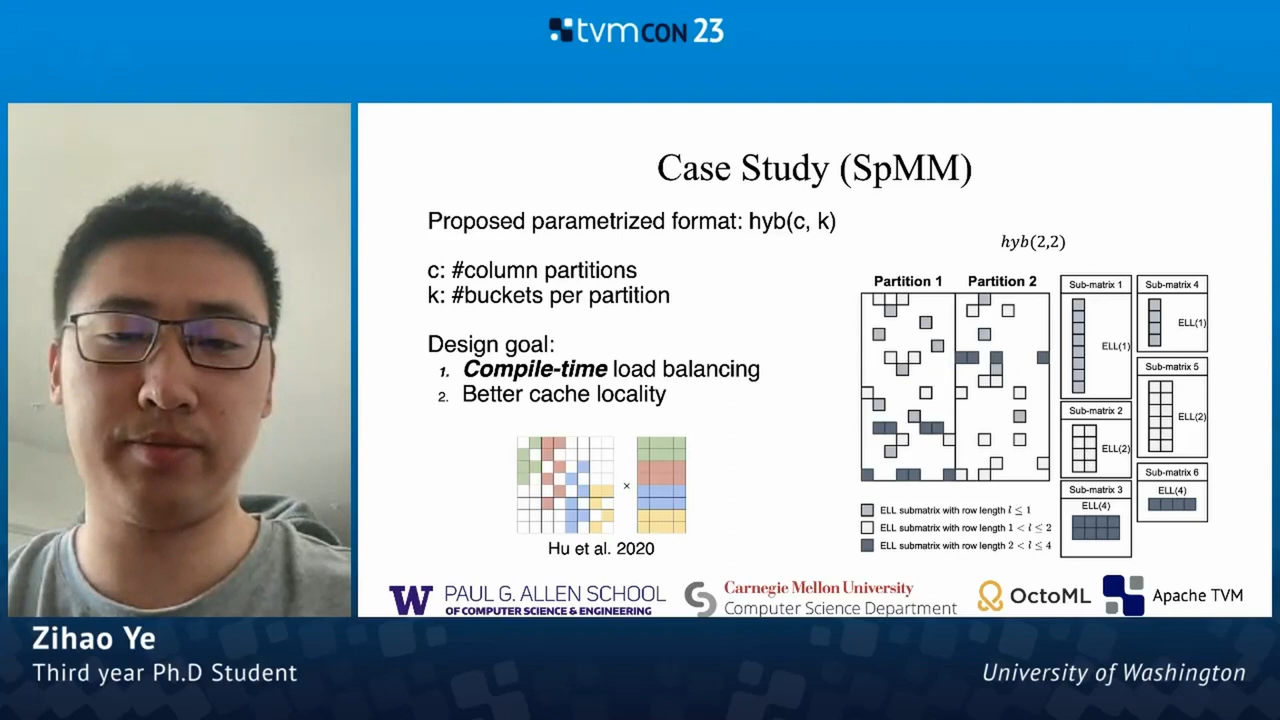 tvmcon 23
Case Study (SpMM)
Proposed parametrized format: hyb(c, k)
c: #column partitions
k: #buckets per partition
Design goal:
1. Compile-time load balancing
2. Better cache locality
×
Hu et al. 2020
hyb(2,2)
Partition 1 Partition 2
Sub-matrix 1
ELL(1)
Sub-matrix 2
ELL(2)
Sub-matrix 3
ELL(4)
Sub-matrix 4
ELL(1)
Sub-matrix 5
ELL(2)
Sub-matrix 6
ELL(4)
ELL submatrix with row length l ≤ 1
ELL submatrix with row length 1 < l ≤ 2
ELL submatrix with row length 2 < l ≤ 4
W PAUL G. ALLEN SCHOOL
OF COMPUTER SCIENCE & ENGINEERING
Carnegie Mellon University
Computer Science Department
OctoML
Apache TVM
Zihao Ye
Third year Ph.D Student
University of Washington